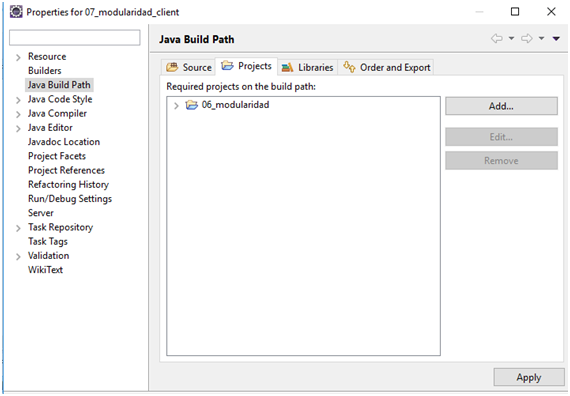 Properties for 07_modularidad_client
Java Build Path
Resource
Builders
Java Build Path
Java Code Style
Java Compiler
Java Editor
Javadoc Location
Project Facets
Project References
Refactoring History
Run/Debug Settings
Server
Task Repository
Task Tags
Validation
WikiText
Source Projects Libraries Order and Export
Required projects on the build path:
06_modularidad
Add...
Edit...
Remove
Apply